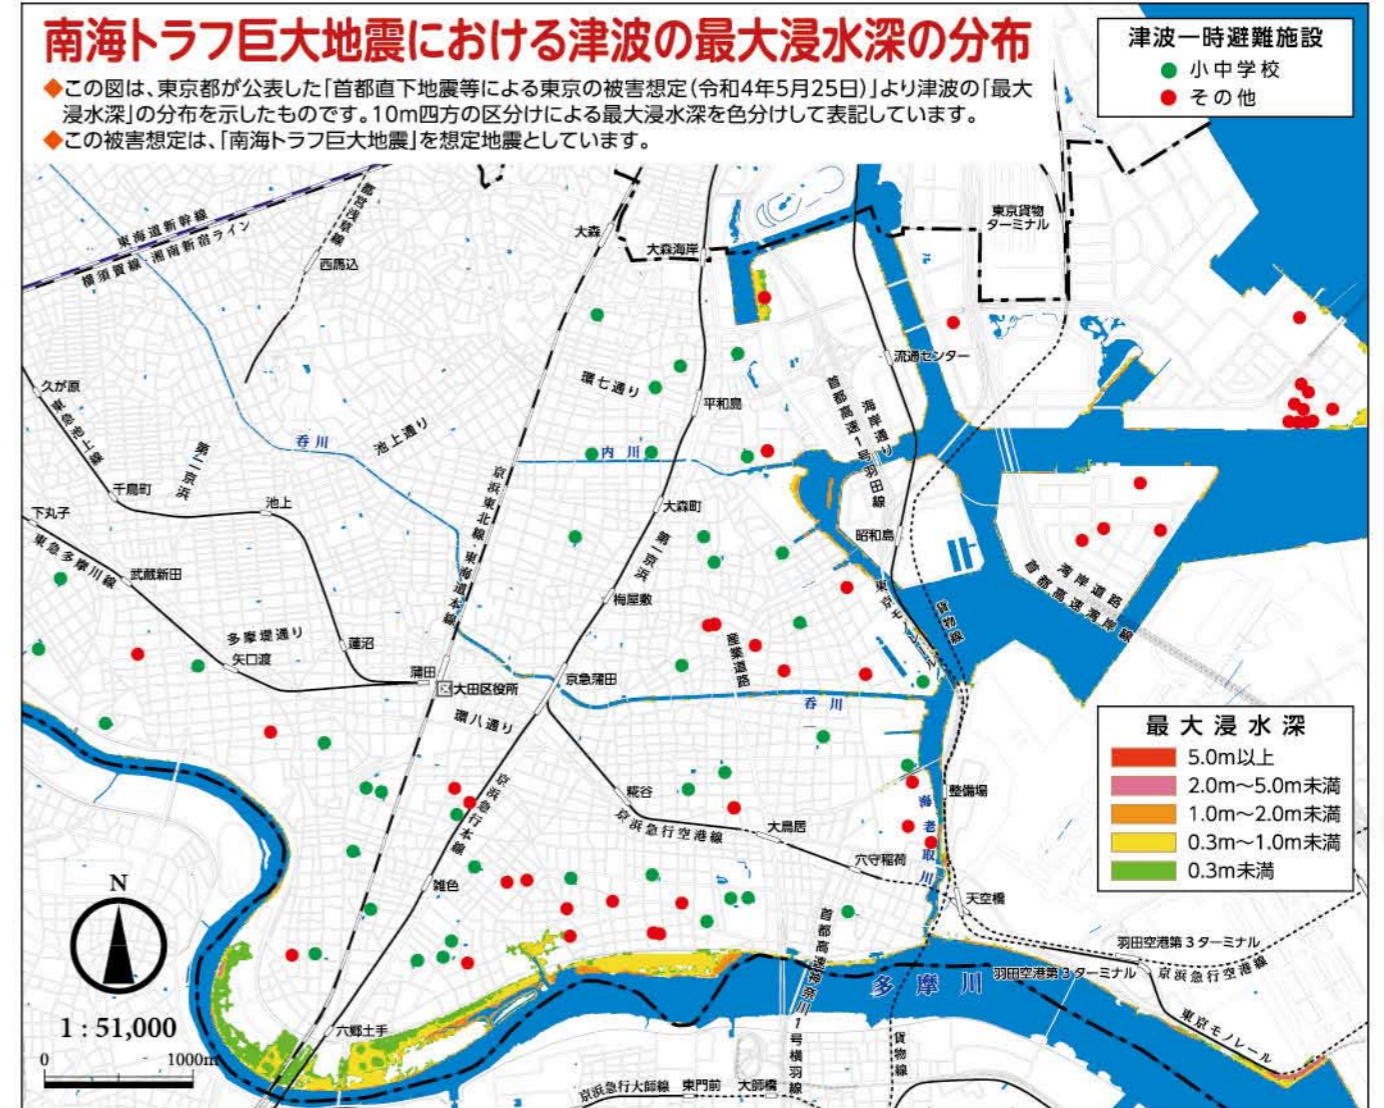 南海トラフ巨大地震における津波の最大浸水深の分布
◆この図は、東京都が公表した「首都直下地震等による東京の被害想定(令和4年5月25日)」より津波の「最大
浸水深」の分布を示したものです。10m四方の区分けによる最大浸水深を色分けして表記しています。
◆この被害想定は、「南海トラフ巨大地震」を想定地震としています。
津波一時避難施設
小中学校
その他
東海道新幹線
横須賀線・湘南新宿ライン
都営浅草線
西馬込
大森
大森海岸
東京貨物
ターミナル
流通センター
久が原
東急池上線
第二京浜
呑川
池上通り
環七通り
平和島
首都高速1号羽田線
海岸通り
内川
京浜東北線・東海道本線
千鳥町
池上
大森町
昭和島
下丸子
東急多摩川線
武蔵新田
第一京浜
梅屋敷
東京モノレール
貨物線
湾岸道路
首都高速湾岸線
多摩堤通り
矢口渡
蓮沼
蒲田
大田区役所
京急蒲田
産業道路
呑川
環八通り
最大浸水深
5.0m以上
2.0m〜5.0m未満
1.0m〜2.0m未満
0.3m〜1.0m未満
0.3m未満
京浜急行本線
糀谷
京浜急行空港線
大鳥居
穴守稲荷
整備場
海老取川
天空橋
雑色
N
1:51,000
0 1000m
六郷土手
首都高速神奈川1号横羽線
多摩川
羽田空港第3ターミナル
羽田空港第3ターミナル
京浜急行空港線
東京モノレール
貨物線
京浜急行大師線
東門前
大師橋